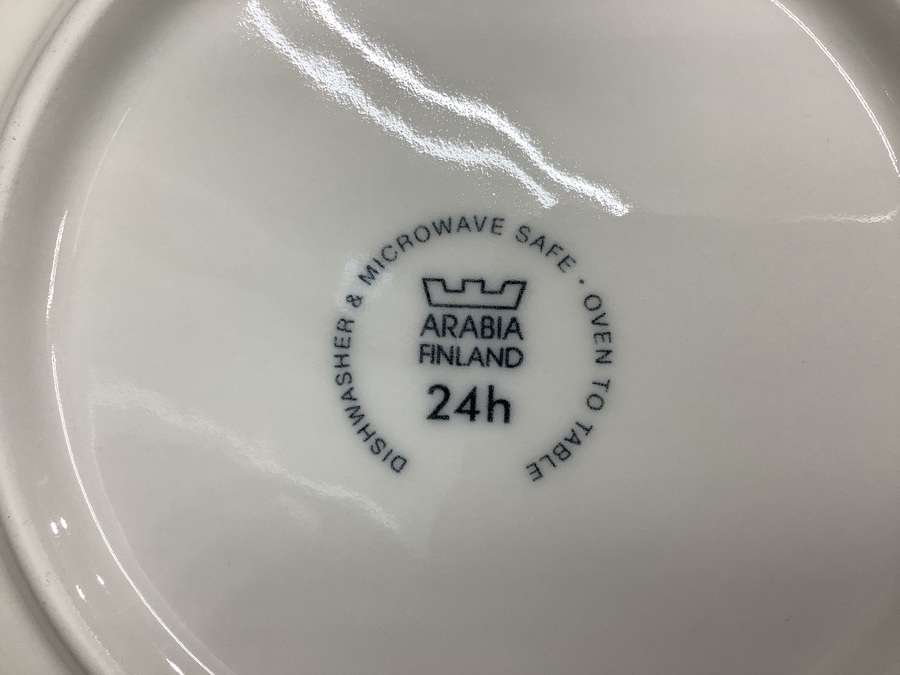 DISHWASHER & MICROWAVE SAFE · OVEN TO TABLE
ARABIA
FINLAND
24h